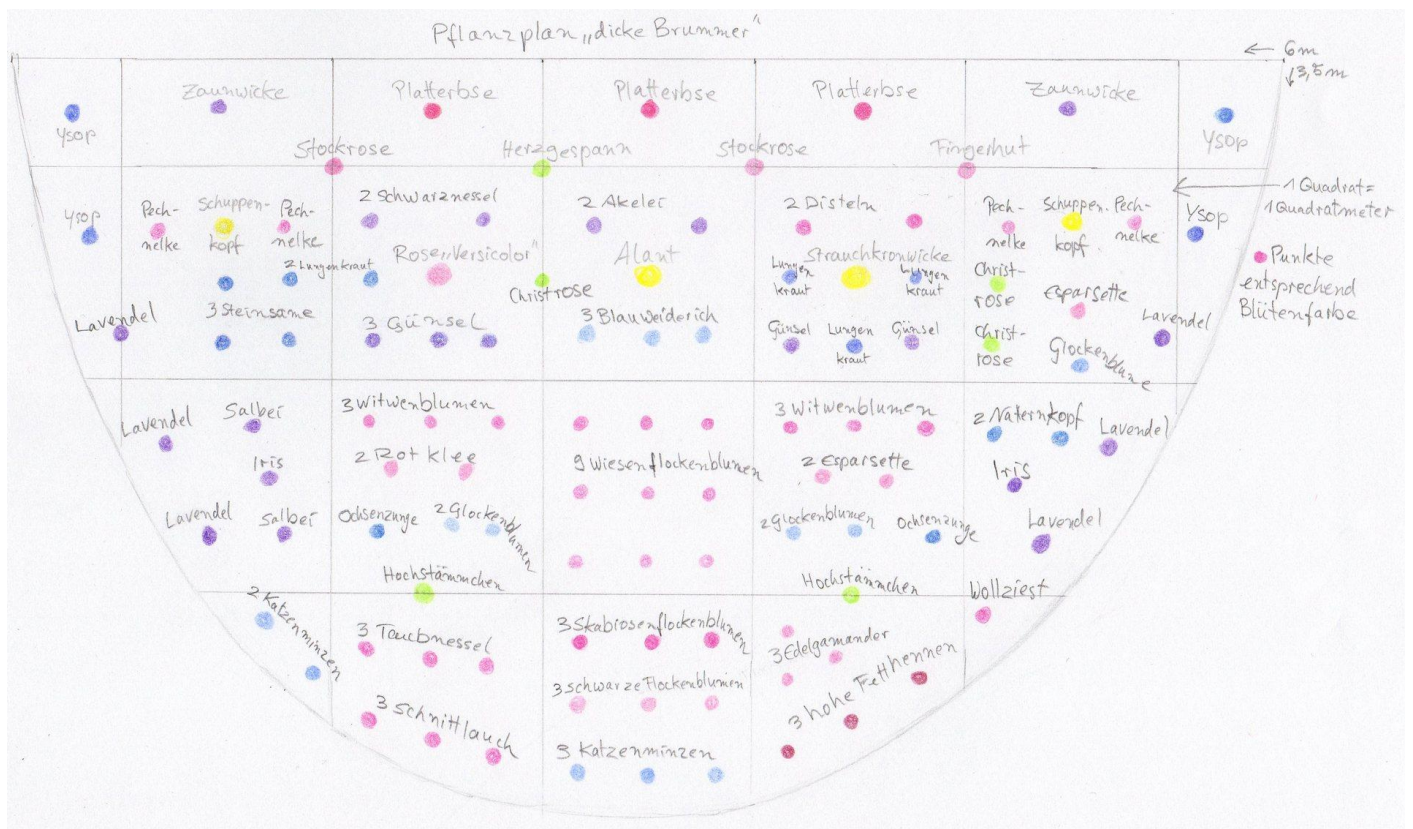 Pflanzplan „dicke Brummer"
← 6m
↓3,5m
Zaunwicke
Platterbse
Platterbse
Platterbse
Zaunwicke
Ysop
Ysop
Stockrose
Herzgespann
Stockrose
Fingerhut
1 Quadrat=
1 Quadratmeter
Ysop
Pech-
nelke
Schuppen-
kopf
Pech-
nelke
2 Schwarznessel
2 Akelei
2 Disteln
Pech-
nelke
Schuppen-
kopf
Pech-
nelke
Ysop
Punkte
entsprechend
Blütenfarbe
2 Lungenkraut
Rose „Versicolor"
Christrose
Alant
Strauchkronwicke
Lungen
kraut
Lungen
kraut
Christ-
rose
Esparsette
Lavendel
3 Steinsame
3 Günsel
3 Blauweiderich
Günsel
Lungen
kraut
Günsel
Christ-
rose
Glockenblume
Lavendel
Lavendel
Salbei
3 Witwenblumen
3 Witwenblumen
2 Naternkopf
Lavendel
Iris
2 Rot klee
9 Wiesenflockenblumen
2 Esparsette
Iris
Lavendel
Salbei
Ochsenzunge
2 Glockenblumen
2 Glockenblumen
Ochsenzunge
Lavendel
Hochstämmchen
Hochstämmchen
Wollziest
2 Katzenminzen
3 Taubnessel
3 Skabiosenflockenblumen
3 Edelgamander
3 schwarze Flockenblumen
3 hohe Fetthennen
3 Schnittlauch
3 Katzenminzen